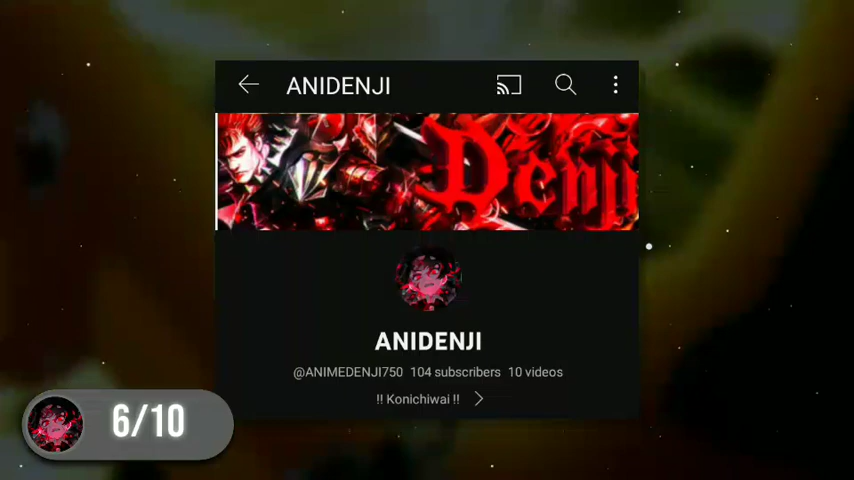 ANIDENJI
Denji
ANIDENJI
@ANIMEDENJI750 104 subscribers 10 videos
!! Konichiwai !!
6/10